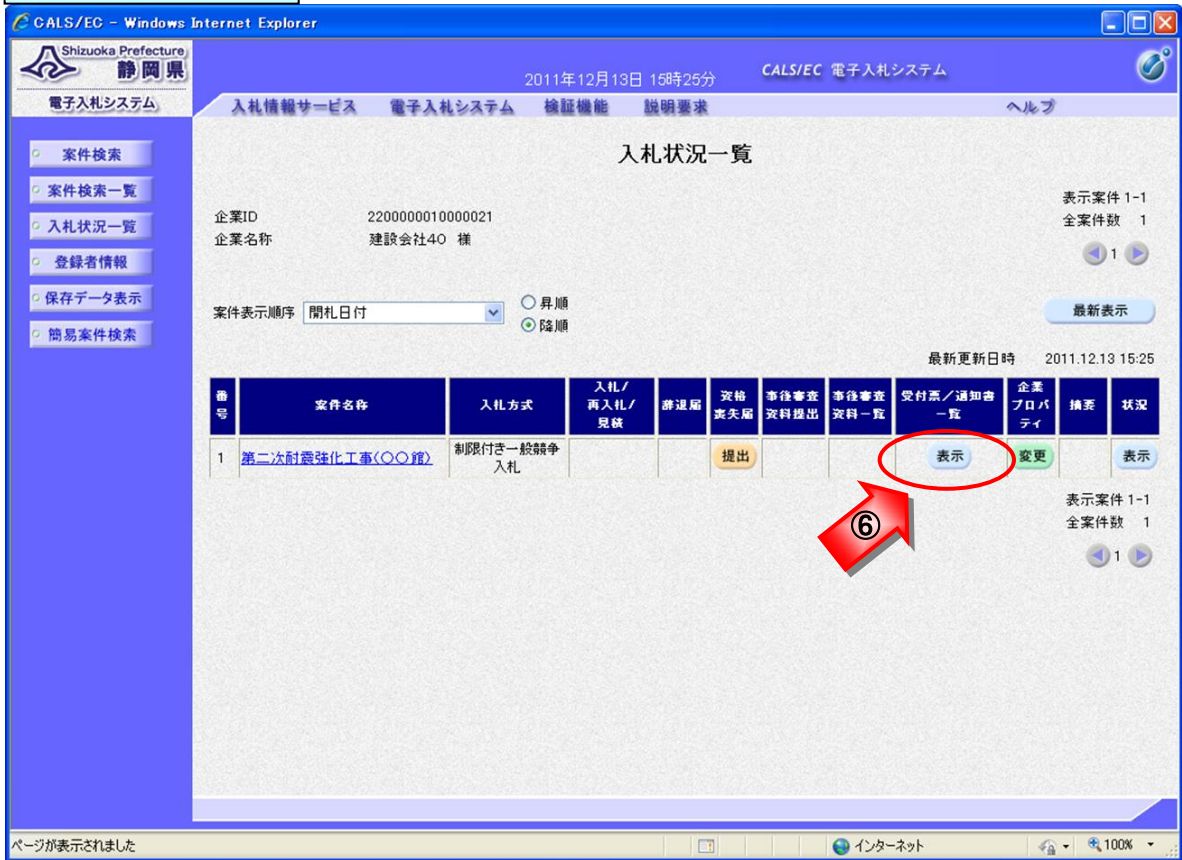 CALS/EC - Windows Internet Explorer
Shizuoka Prefecture
静岡県
電子入札システム
2011年12月13日 15時25分
CALS/EC 電子入札システム
入札情報サービス 電子入札システム 検証機能 説明要求 ヘルプ
案件検索
案件検索一覧
入札状況一覧
登録者情報
保存データ表示
簡易案件検索
入札状況一覧
表示案件 1-1
全案件数 1
1
企業ID 2200000010000021
企業名称 建設会社40 様
案件表示順序 開札日付
昇順
降順
最新表示
最新更新日時 2011.12.13 15:25
番号 案件名称 入札方式 入札/再入札/見積 辞退届 資格喪失届 事後審査資料提出 事後審査資料一覧 受付票/通知書一覧 企業プロパティ 摘要 状況
1 第二次耐震強化工事(〇〇館) 制限付き一般競争入札 提出 表示 変更 表示
⑥
表示案件 1-1
全案件数 1
1
ページが表示されました
インターネット
100%